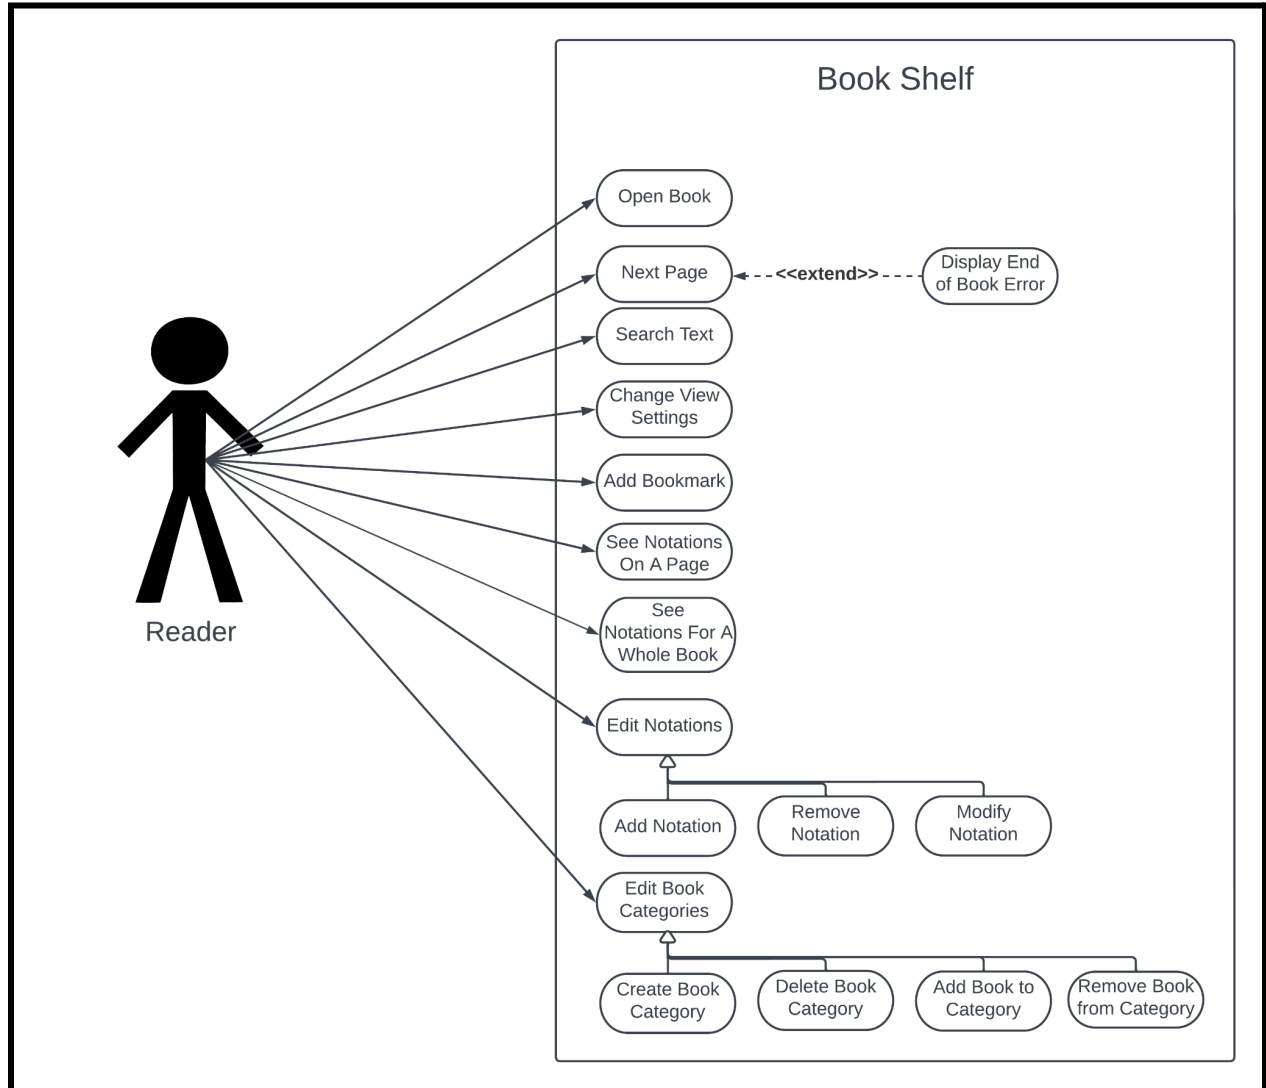 Book Shelf
Open Book
Next Page
<<extend>>
Display End
of Book Error
Search Text
Change View
Settings
Add Bookmark
See Notations
On A Page
See
Notations For A
Whole Book
Reader
Edit Notations
Add Notation
Remove
Notation
Modify
Notation
Edit Book
Categories
Create Book
Category
Delete Book
Category
Add Book to
Category
Remove Book
from Category